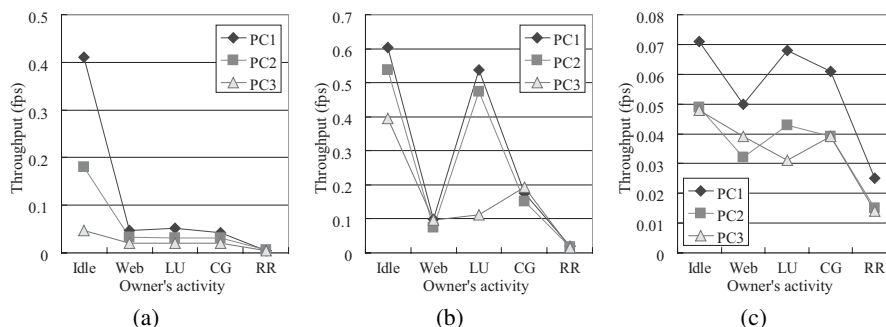 0.5
0.4
0.3
0.2
0.1
0
Throughput (fps)
PC1
PC2
PC3
Idle Web LU CG RR
Owner's activity
(a)
0.7
0.6
0.5
0.4
0.3
0.2
0.1
0
Throughput (fps)
PC1
PC2
PC3
Idle Web LU CG RR
Owner's activity
(b)
0.08
0.07
0.06
0.05
0.04
0.03
0.02
0.01
0.00
Throughput (fps)
PC1
PC2
PC3
Idle Web LU CG RR
Owner's activity
(c)